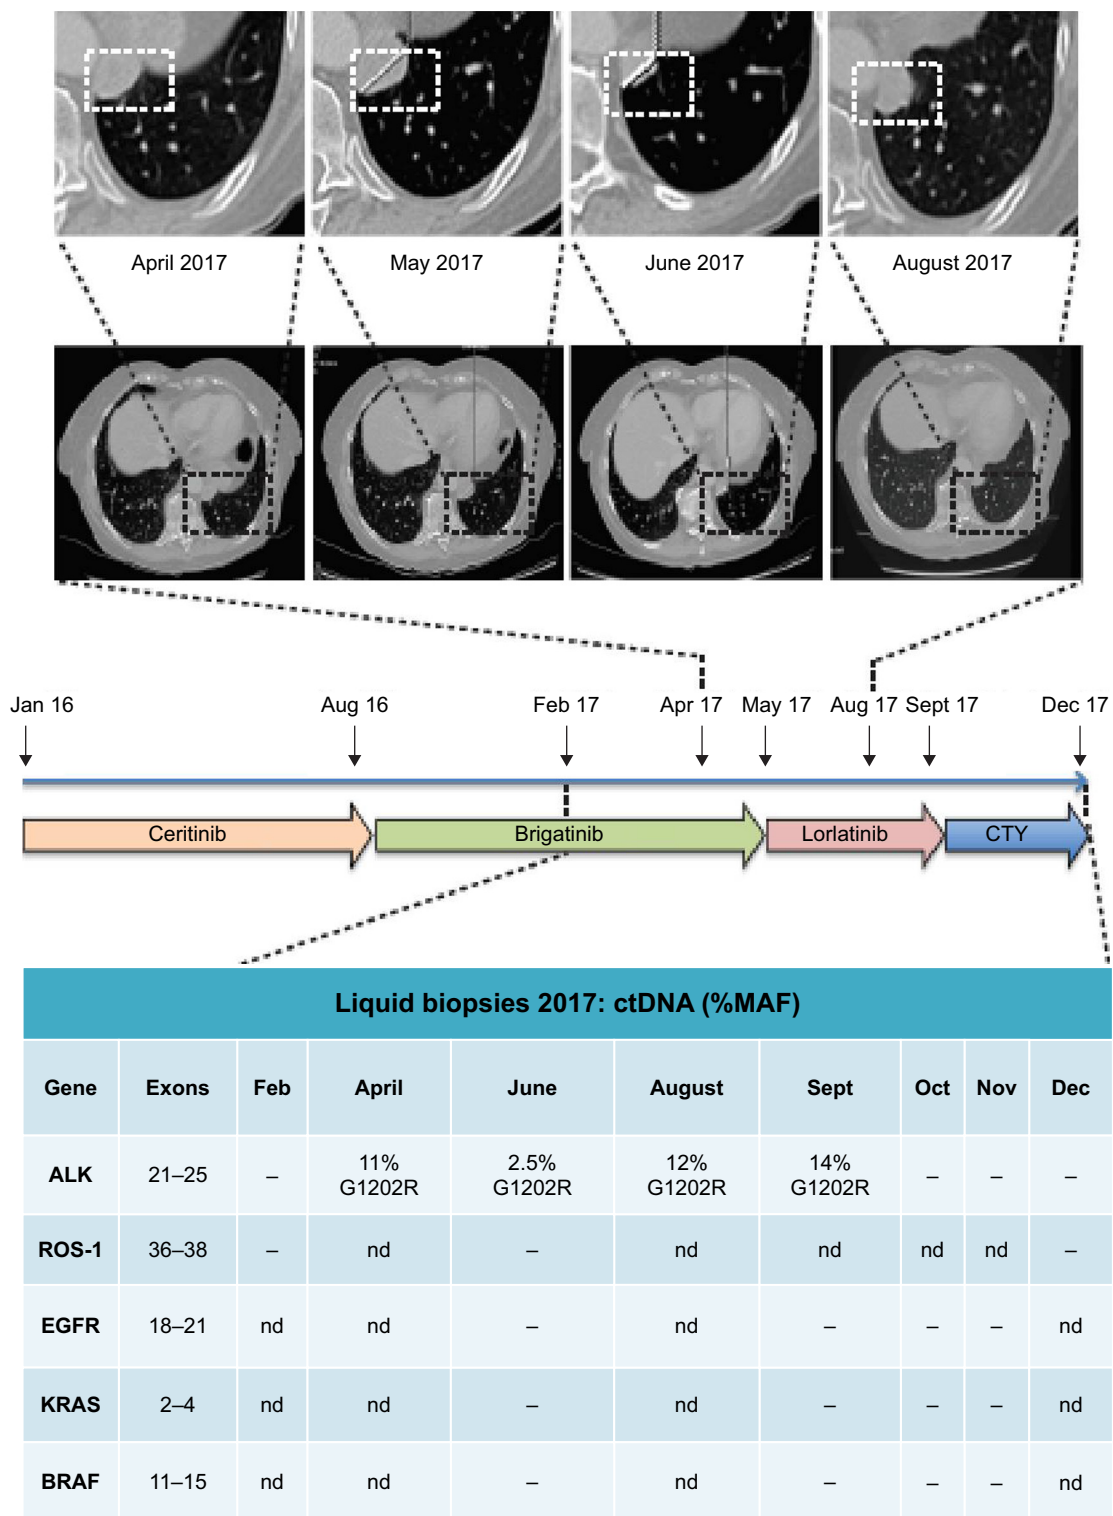 April 2017 May 2017 June 2017 August 2017
Jan 16 Aug 16 Feb 17 Apr 17 May 17 Aug 17 Sept 17 Dec 17
Ceritinib Brigatinib Lorlatinib CTY
Liquid biopsies 2017: ctDNA (%MAF)
Gene Exons Feb April June August Sept Oct Nov Dec
ALK 21–25 – 11% G1202R 2.5% G1202R 12% G1202R 14% G1202R – – –
ROS-1 36–38 – nd – nd nd nd nd –
EGFR 18–21 nd nd – nd – – – nd
KRAS 2–4 nd nd – nd – – – nd
BRAF 11–15 nd nd – nd – – – nd